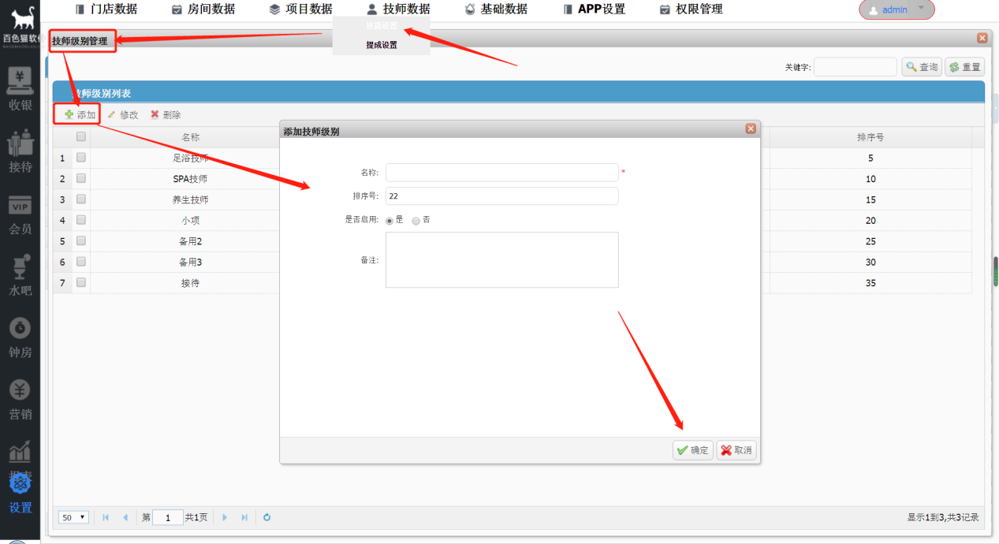 门店数据 房间数据 项目数据 技师数据 基础数据 APP设置 权限管理 admin
技能设置
提成设置
百色猫软
技师级别管理
关键字: 查询 重置
技师级别列表
添加 修改 删除
名称 排序号
1 足浴技师 5
2 SPA技师 10
3 养生技师 15
4 小项 20
5 备用2 25
6 备用3 30
7 接待 35
添加技师级别
名称: *
排序号: 22
是否启用: 是 否
备注:
确定 取消
收银
接待
VIP
会员
水吧
钟房
营销
报表
设置
50 第 1 共1页 显示1到3,共3记录